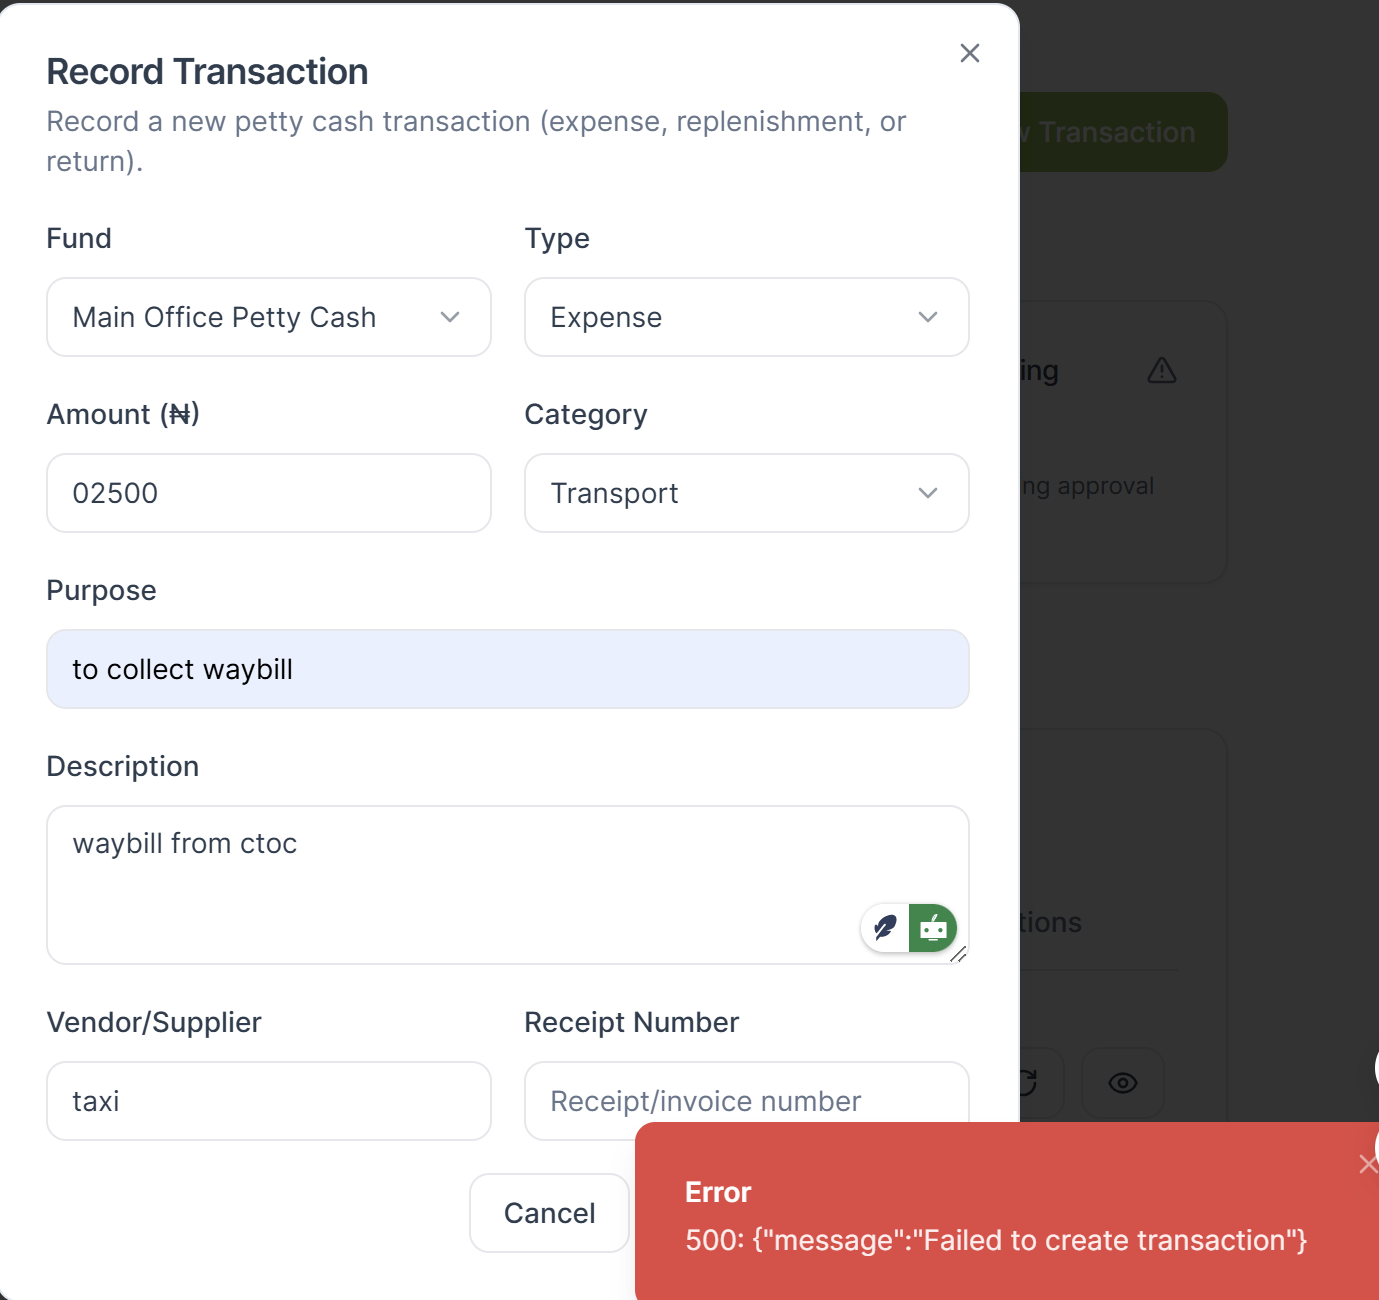 Record Transaction
Record a new petty cash transaction (expense, replenishment, or
return).
Transaction
Fund
Type
Main Office Petty Cash
Expense
Amount (₦)
Category
02500
Transport
ng approval
Purpose
to collect waybill
Description
waybill from ctoc
Vendor/Supplier
Receipt Number
taxi
Receipt/invoice number
Cancel
Error
500: {"message":"Failed to create transaction"}